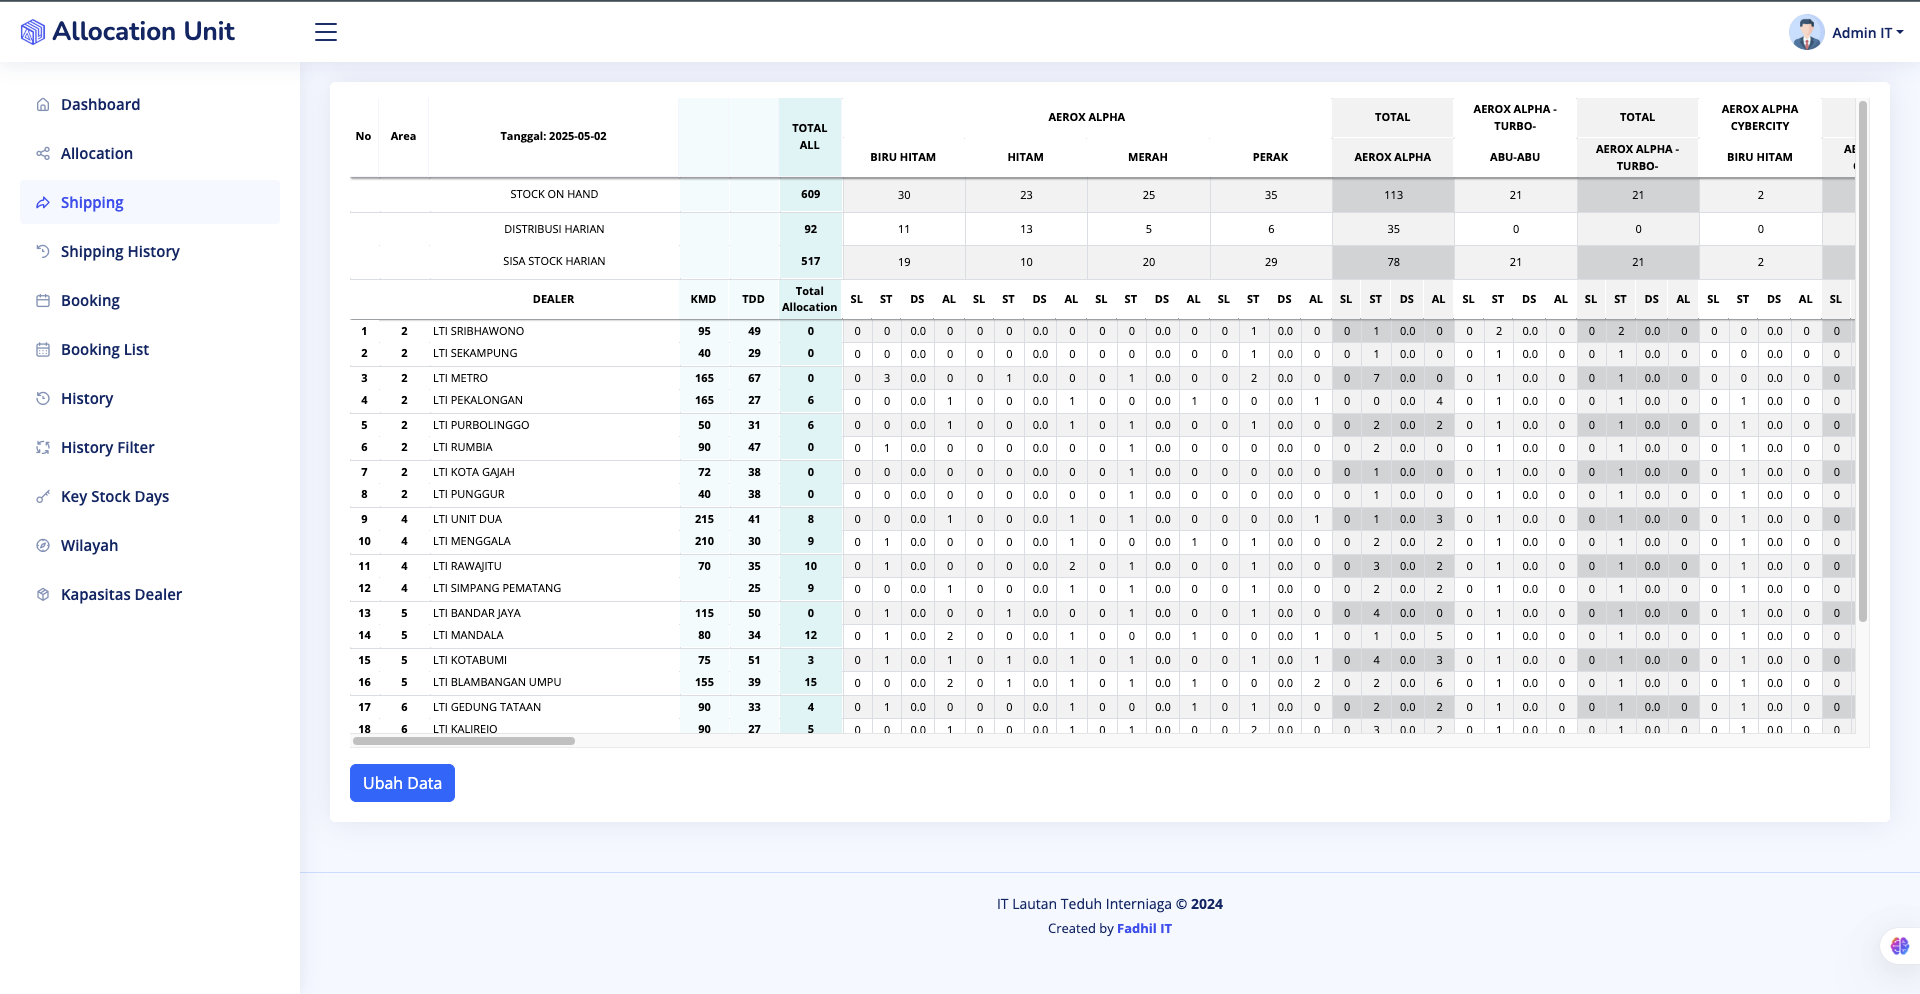 Allocation Unit
Admin IT
Dashboard
Allocation
Shipping
Shipping History
Booking
Booking List
History
History Filter
Key Stock Days
Wilayah
Kapasitas Dealer
No Area Tanggal: 2025-05-02 TOTAL ALL AEROX ALPHA TOTAL AEROX ALPHA -TURBO- TOTAL AEROX ALPHA CYBERCITY
BIRU HITAM HITAM MERAH PERAK AEROX ALPHA ABU-ABU AEROX ALPHA -TURBO- BIRU HITAM
STOCK ON HAND 609 30 23 25 35 113 21 21 2
DISTRIBUSI HARIAN 92 11 13 5 6 35 0 0 0
SISA STOCK HARIAN 517 19 10 20 29 78 21 21 2
DEALER KMD TDD Total Allocation SL ST DS AL SL ST DS AL SL ST DS AL SL ST DS AL SL ST DS AL SL ST DS AL SL ST DS AL SL ST DS AL SL
1 2 LTI SRIBHAWONO 95 49 0 0 0 0.0 0 0 0 0.0 0 0 0 0.0 0 0 1 0.0 0 0 1 0.0 0 0 2 0.0 0 0 2 0.0 0 0 0 0.0 0 0
2 2 LTI SEKAMPUNG 40 29 0 0 0 0.0 0 0 0 0.0 0 0 0 0.0 0 0 1 0.0 0 0 1 0.0 0 0 1 0.0 0 0 1 0.0 0 0 0 0.0 0 0
3 2 LTI METRO 165 67 0 0 3 0.0 0 0 1 0.0 0 0 1 0.0 0 0 2 0.0 0 0 7 0.0 0 0 1 0.0 0 0 1 0.0 0 0 0 0.0 0 0
4 2 LTI PEKALONGAN 165 27 6 0 0 0.0 1 0 0 0.0 1 0 0 0.0 1 0 0 0.0 1 0 0 0.0 4 0 1 0.0 0 0 1 0.0 0 0 1 0.0 0 0
5 2 LTI PURBOLINGGO 50 31 6 0 0 0.0 1 0 0 0.0 1 0 1 0.0 0 0 1 0.0 0 0 2 0.0 2 0 1 0.0 0 0 1 0.0 0 0 1 0.0 0 0
6 2 LTI RUMBIA 90 47 0 0 1 0.0 0 0 0 0.0 0 0 1 0.0 0 0 0 0.0 0 0 2 0.0 0 0 1 0.0 0 0 1 0.0 0 0 1 0.0 0 0
7 2 LTI KOTA GAJAH 72 38 0 0 0 0.0 0 0 0 0.0 0 0 1 0.0 0 0 0 0.0 0 0 1 0.0 0 0 1 0.0 0 0 1 0.0 0 0 1 0.0 0 0
8 2 LTI PUNGGUR 40 38 0 0 0 0.0 0 0 0 0.0 0 0 1 0.0 0 0 0 0.0 0 0 1 0.0 0 0 1 0.0 0 0 1 0.0 0 0 1 0.0 0 0
9 4 LTI UNIT DUA 215 41 8 0 0 0.0 1 0 0 0.0 1 0 1 0.0 0 0 0 0.0 1 0 1 0.0 3 0 1 0.0 0 0 1 0.0 0 0 1 0.0 0 0
10 4 LTI MENGGALA 210 30 9 0 1 0.0 0 0 0 0.0 1 0 0 0.0 1 0 1 0.0 0 0 2 0.0 2 0 1 0.0 0 0 1 0.0 0 0 1 0.0 0 0
11 4 LTI RAWAJITU 70 35 10 0 1 0.0 0 0 0 0.0 2 0 1 0.0 0 0 1 0.0 0 0 3 0.0 2 0 1 0.0 0 0 1 0.0 0 0 1 0.0 0 0
12 4 LTI SIMPANG PEMATANG 25 9 0 0 0.0 1 0 0 0.0 1 0 1 0.0 0 0 1 0.0 0 0 2 0.0 2 0 1 0.0 0 0 1 0.0 0 0 1 0.0 0 0
13 5 LTI BANDAR JAYA 115 50 0 0 1 0.0 0 0 1 0.0 0 0 1 0.0 0 0 1 0.0 0 0 4 0.0 0 0 1 0.0 0 0 1 0.0 0 0 1 0.0 0 0
14 5 LTI MANDALA 80 34 12 0 1 0.0 2 0 0 0.0 1 0 0 0.0 1 0 0 0.0 1 0 1 0.0 5 0 1 0.0 0 0 1 0.0 0 0 1 0.0 0 0
15 5 LTI KOTABUMI 75 51 3 0 1 0.0 1 0 1 0.0 1 0 1 0.0 0 0 1 0.0 1 0 4 0.0 3 0 1 0.0 0 0 1 0.0 0 0 1 0.0 0 0
16 5 LTI BLAMBANGAN UMPU 155 39 15 0 0 0.0 2 0 1 0.0 1 0 1 0.0 1 0 0 0.0 2 0 2 0.0 6 0 1 0.0 0 0 1 0.0 0 0 1 0.0 0 0
17 6 LTI GEDUNG TATAAN 90 33 4 0 1 0.0 0 0 0 0.0 1 0 0 0.0 1 0 1 0.0 0 0 2 0.0 2 0 1 0.0 0 0 1 0.0 0 0 1 0.0 0 0
18 6 LTI KALIREJO 90 27 5 0 0 0.0 1 0 0 0.0 1 0 1 0.0 0 0 2 0.0 0 0 3 0.0 2 0 1 0.0 0 0 1 0.0 0 0 1 0.0 0 0
Ubah Data
IT Lautan Teduh Interniaga © 2024
Created by Fadhil IT